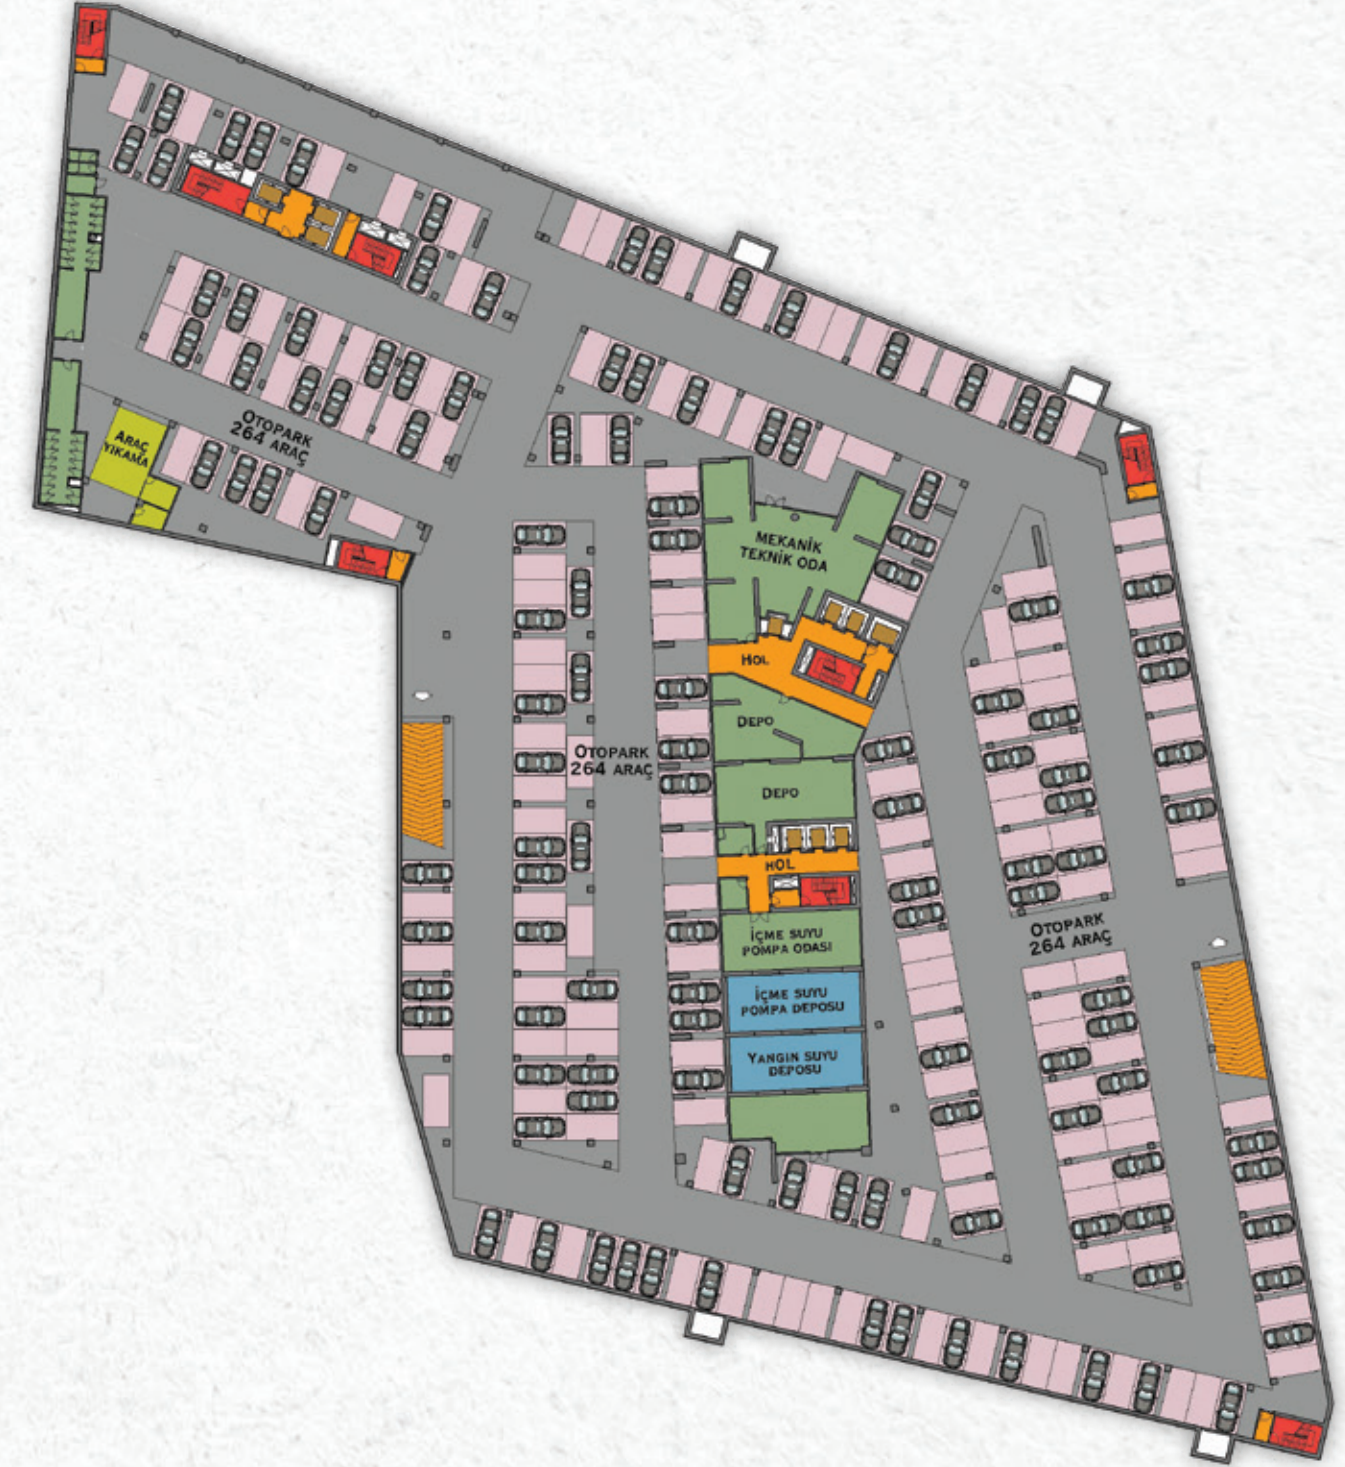 OTOPARK
264 ARAÇ
ARAÇ
YIKAMA
MEKANİK
TEKNİK ODA
HOL
DEPO
OTOPARK
264 ARAÇ
DEPO
HOL
İÇME SUYU
POMPA ODASI
OTOPARK
264 ARAÇ
İÇME SUYU
POMPA DEPOSU
YANGIN SUYU
DEPOSU